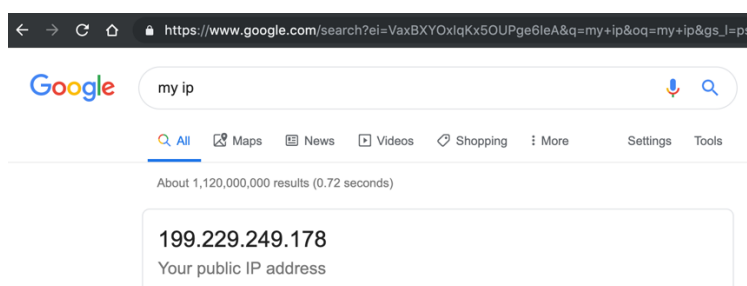 https://www.google.com/search?ei=VaxBXYOxIqKx5OUPge6IeA&q=my+ip&oq=my+ip&gs_l=ps
Google
my ip
All Maps News Videos Shopping More Settings Tools
About 1,120,000,000 results (0.72 seconds)
199.229.249.178
Your public IP address